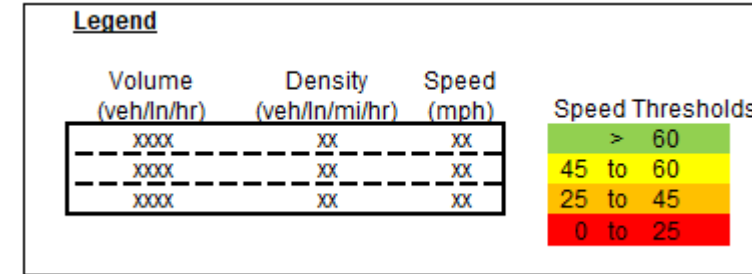 Legend
Volume Density Speed
(veh/ln/hr) (veh/ln/mi/hr) (mph) Speed Thresholds
XXXX XX XX > 60
XXXX XX XX 45 to 60
XXXX XX XX 25 to 45
0 to 25